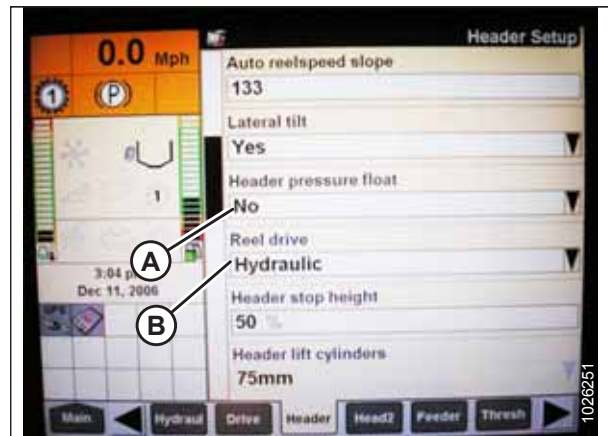 0.0 Mph
Header Setup
Auto reelspeed slope
133
1
P
Lateral tilt
Yes
1
Header pressure float
No
A
Reel drive
Hydraulic
3:04 p
Dec 11, 2006
B
Header stop height
50 %
Header lift cylinders
75mm
Main Hydraul Drive Header Head2 Feeder Thresh
1026251